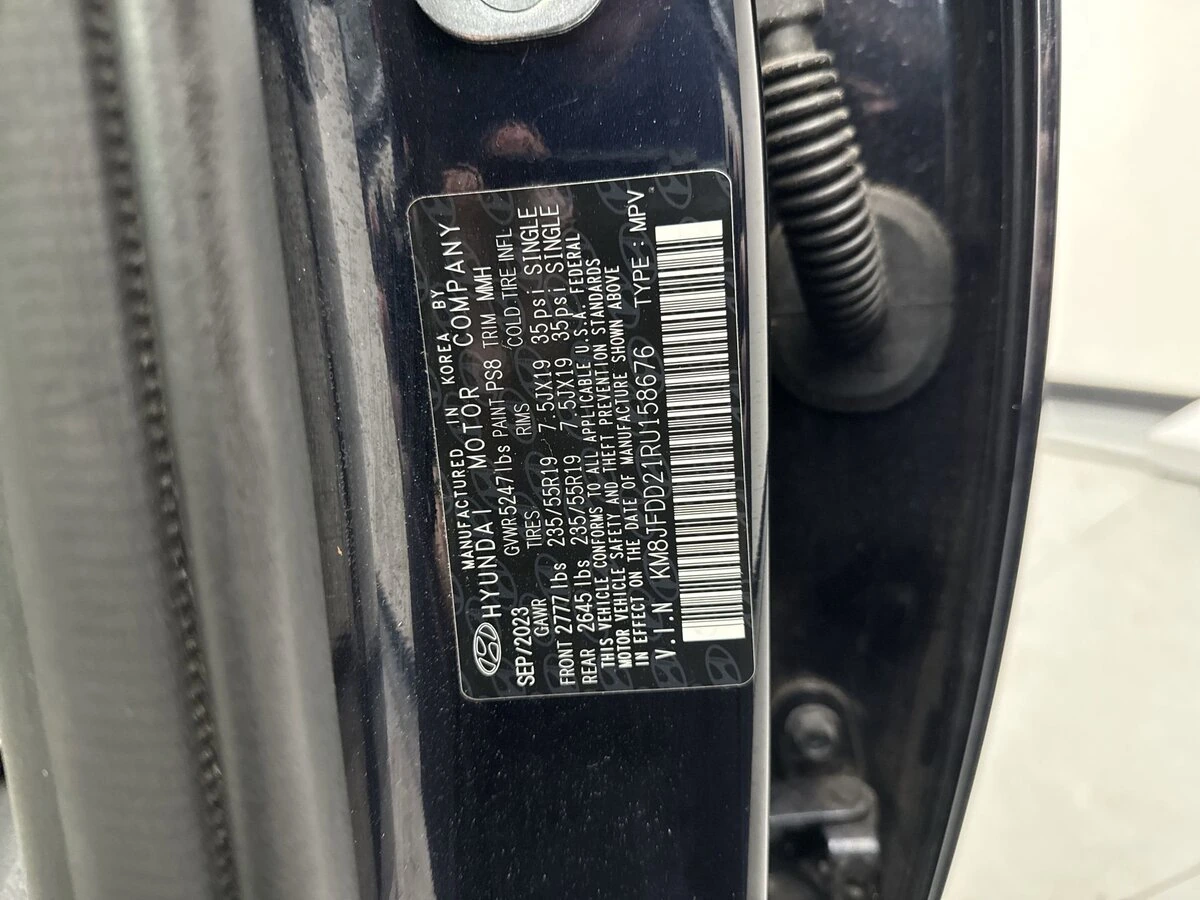 MANUFACTURED IN KOREA BY
HYUNDAI MOTOR COMPANY
SEP/2023 GVWR 5247lbs PAINT PS8 TRIM MMH
GAWR TIRES RIMS (COLD TIRE INFL
FRONT 2777 lbs 235/55R19 7.5JX19 35psi SINGLE
REAR 2645 lbs 235/55R19 7.5JX19 35psi SINGLE
THIS VEHICLE CONFORMS TO ALL APPLICABLE U.S.A. FEDERAL
MOTOR VEHICLE SAFETY AND THEFT PREVENTION STANDARDS
IN EFFECT ON THE DATE OF MANUFACTURE SHOWN ABOVE
V.I.N KM8JFDD21RU158676 TYPE : MPV